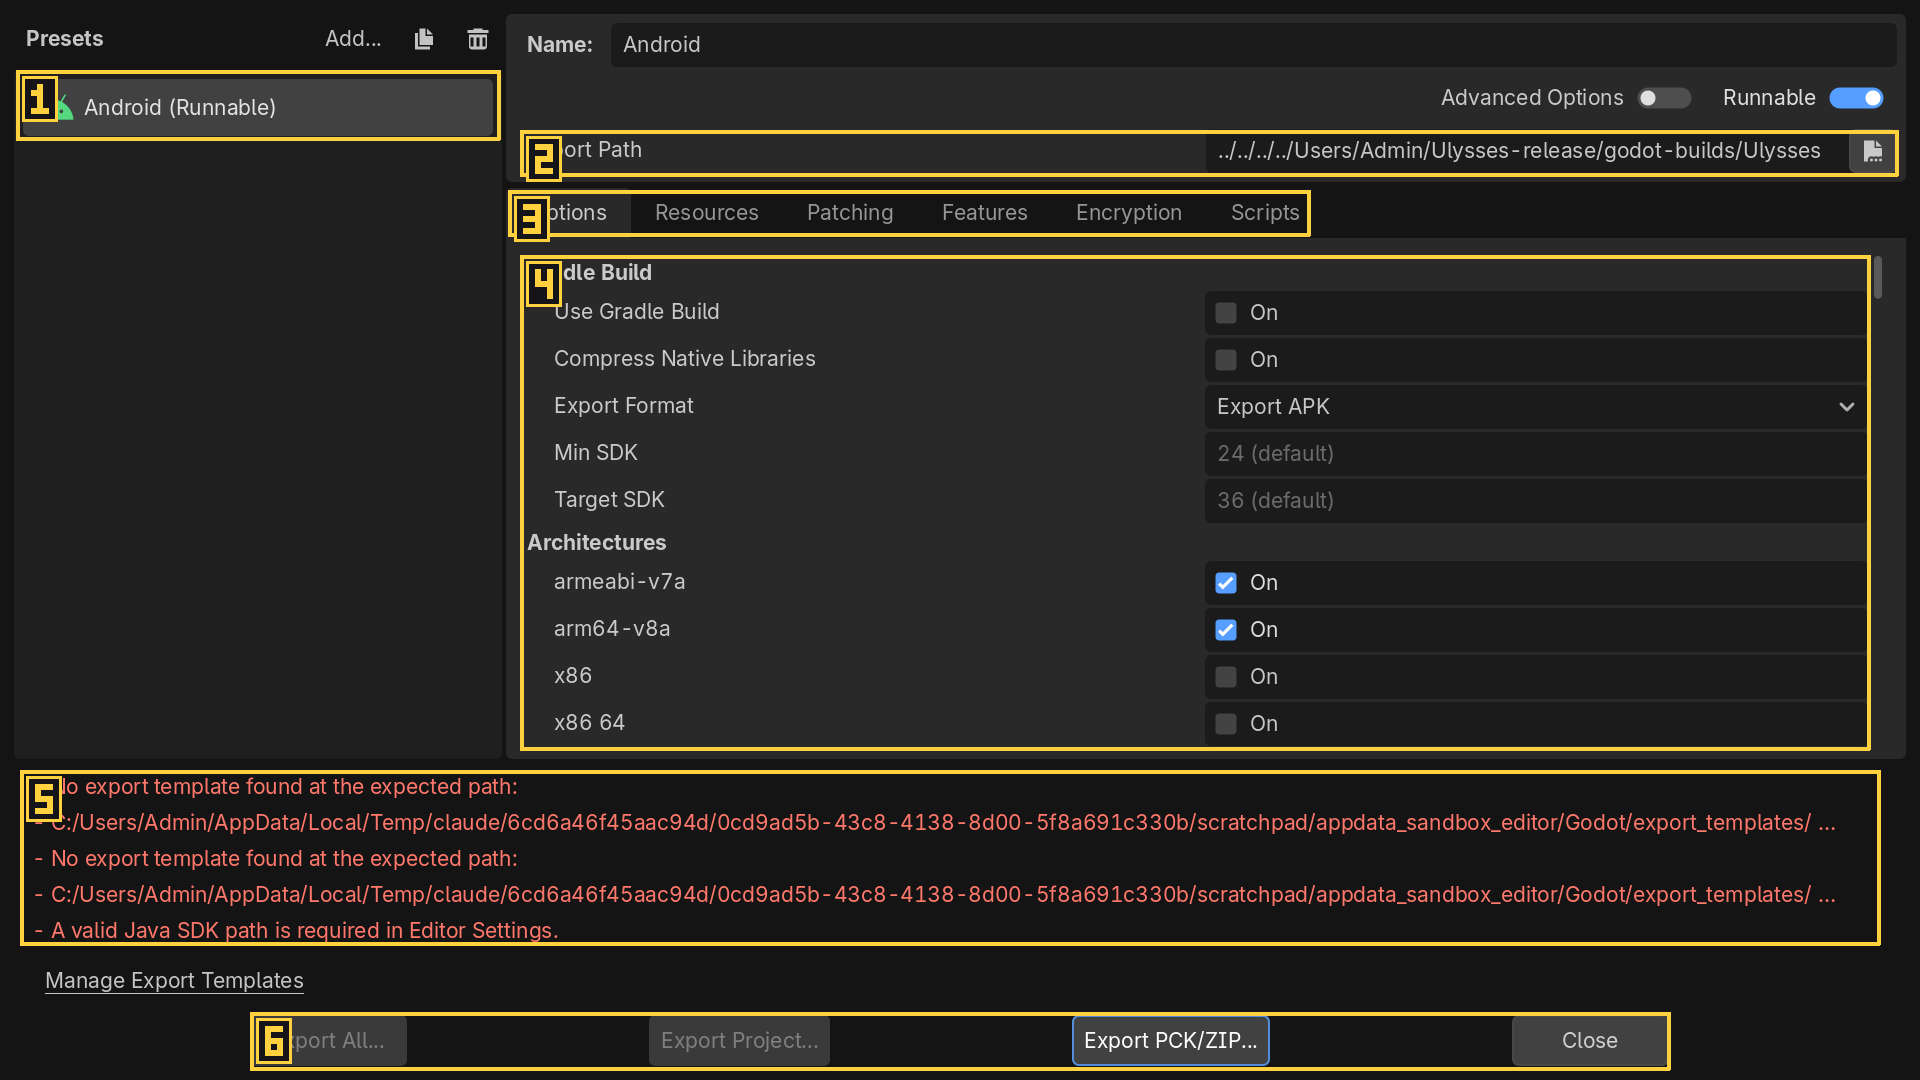 Presets
Add...
1
Android (Runnable)
Name:
Android
Advanced Options
Runnable
2
ort Path
../../../../Users/Admin/Ulysses-release/godot-builds/Ulysses
3
ptions
Resources
Patching
Features
Encryption
Scripts
4
dle Build
Use Gradle Build
On
Compress Native Libraries
On
Export Format
Export APK
Min SDK
24 (default)
Target SDK
36 (default)
Architectures
armeabi-v7a
On
arm64-v8a
On
x86
On
x86 64
On
5
No export template found at the expected path:
- C:/Users/Admin/AppData/Local/Temp/claude/6cd6a46f45aac94d/0cd9ad5b-43c8-4138-8d00-5f8a691c330b/scratchpad/appdata_sandbox_editor/Godot/export_templates/ ...
- No export template found at the expected path:
- C:/Users/Admin/AppData/Local/Temp/claude/6cd6a46f45aac94d/0cd9ad5b-43c8-4138-8d00-5f8a691c330b/scratchpad/appdata_sandbox_editor/Godot/export_templates/ ...
- A valid Java SDK path is required in Editor Settings.
Manage Export Templates
6
port All...
Export Project...
Export PCK/ZIP...
Close